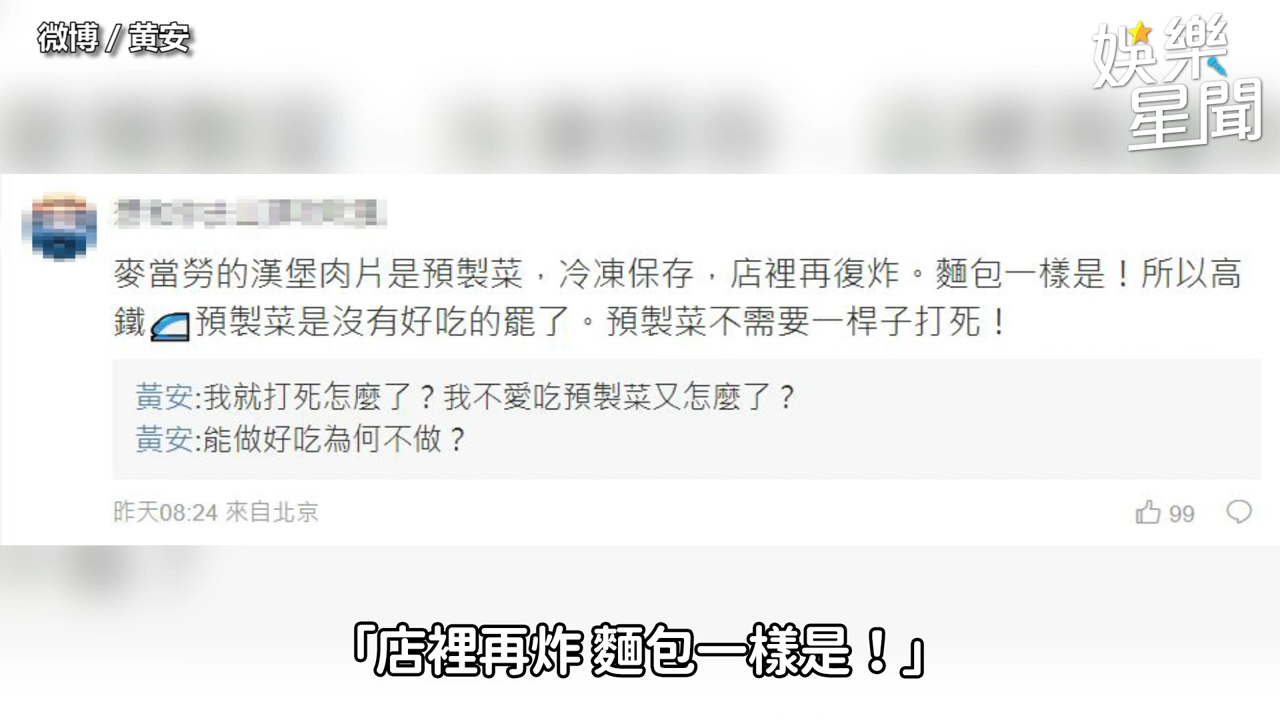 微博/黃安
娛樂
星聞
麥當勞的漢堡肉片是預製菜，冷凍保存，店裡再復炸。麵包一樣是！所以高
鐵預製菜是沒有好吃的罷了。預製菜不需要一桿子打死！
黃安:我就打死怎麼了？我不愛吃預製菜又怎麼了？
黃安:能做好吃為何不做？
昨天08:24 來自北京
99
「店裡再炸 麵包一樣是！」